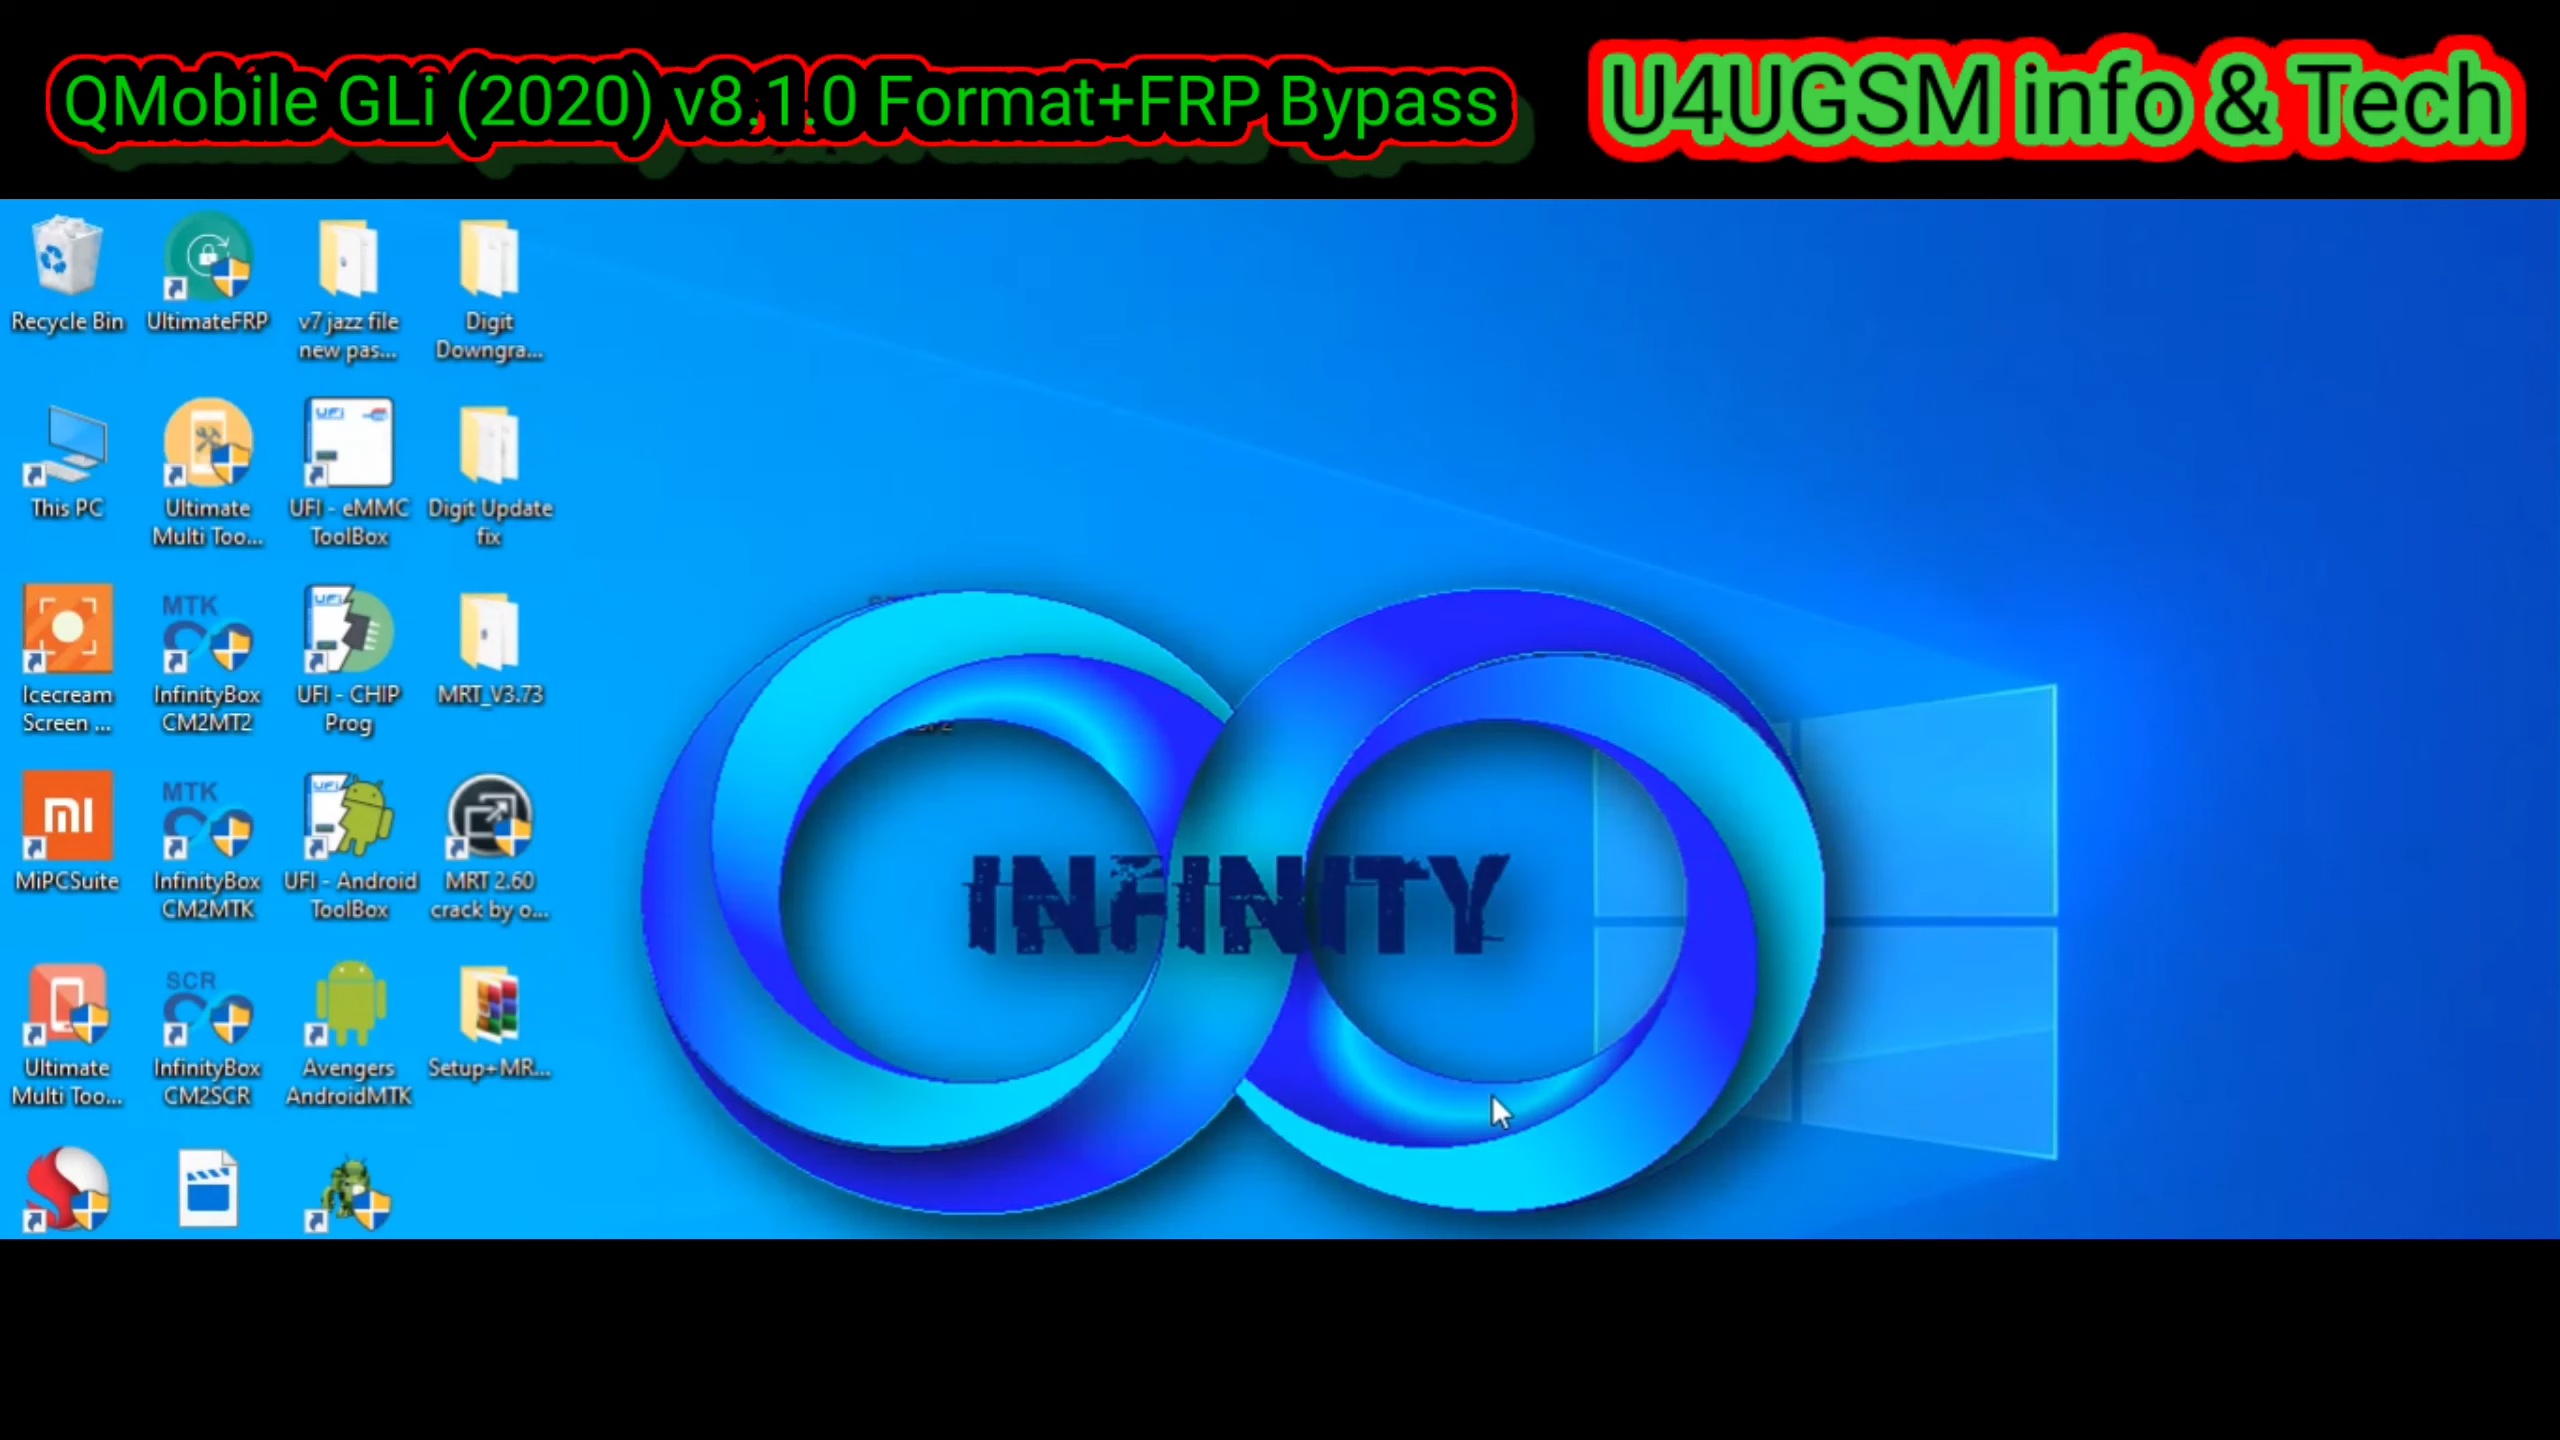 QMobile GLi (2020) v8.1.0 Format+FRP Bypass
U4UGSM info & Tech
Recycle Bin
UltimateFRP
v7 jazz file
new pas...
Digit
Downgra...
This PC
Ultimate
Multi Too...
UFI - eMMC
ToolBox
Digit Update
fix
Icecream
Screen ...
MTK
InfinityBox
CM2MT2
UFI - CHIP
Prog
MRT_V3.73
MiPCSuite
MTK
InfinityBox
CM2MTK
UFI - Android
ToolBox
MRT 2.60
crack by o...
Ultimate
Multi Too...
SCR
InfinityBox
CM2SCR
Avengers
AndroidMTK
Setup+MR...
INFINITY